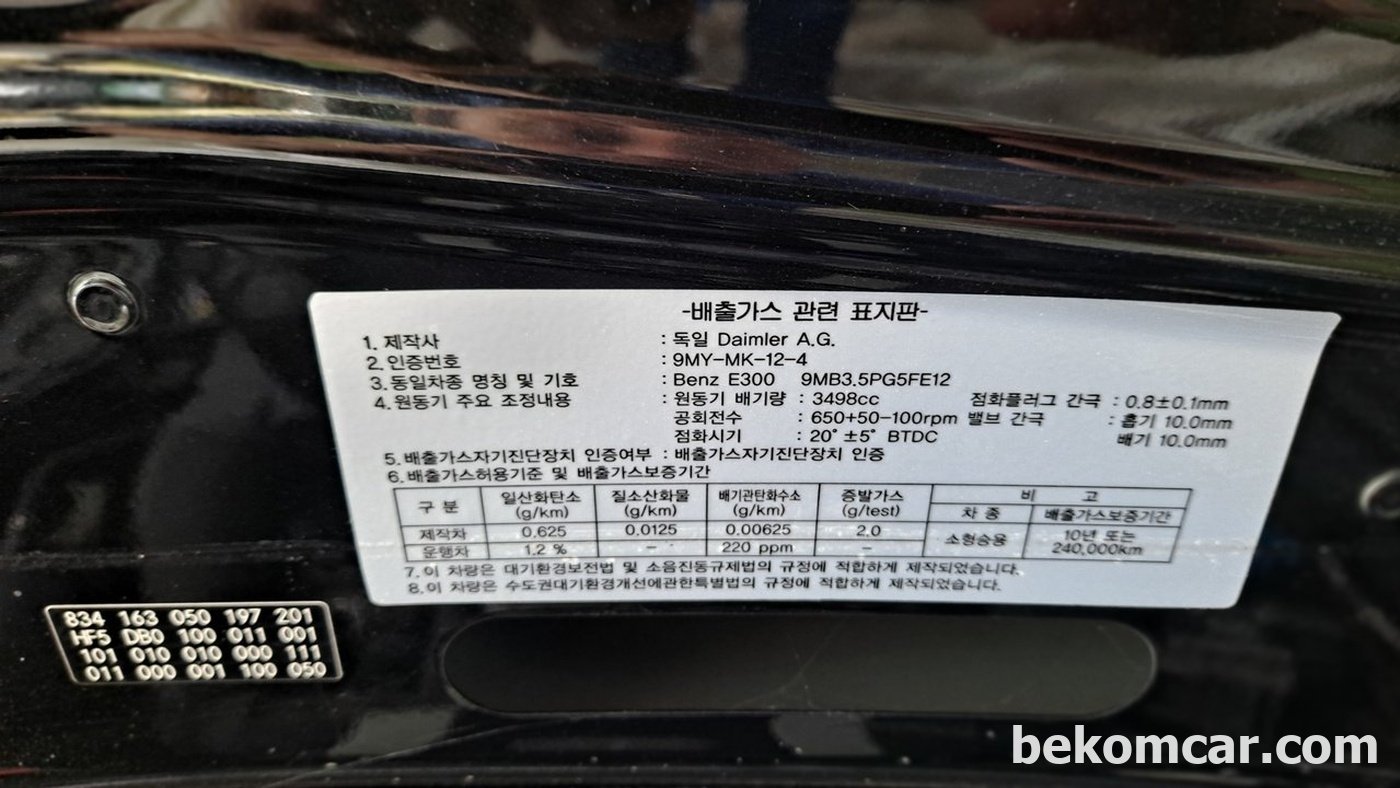 -배출가스 관련 표지판-
1. 제작사 : 독일 Daimler A.G.
2. 인증번호 : 9MY-MK-12-4
3. 동일차종 명칭 및 기호 : Benz E300 9MB3.5PG5FE12
4. 원동기 주요 조정내용 : 원동기 배기량 : 3498cc 점화플러그 간극 : 0.8±0.1mm
공회전수 : 650+50-100rpm 밸브 간극 : 흡기 10.0mm
점화시기 : 20° ±5° BTDC 배기 10.0mm
5. 배출가스자기진단장치 인증여부 : 배출가스자기진단장치 인증
6. 배출가스허용기준 및 배출가스보증기간
구 분 일산화탄소 (g/km) 질소산화물 (g/km) 배기관탄화수소 (g/km) 증발가스 (g/test) 비 고
차 종 배출가스보증기간
제작차 0.625 0.0125 0.00625 2.0 소형승용 10년 또는 240,000km
운행차 1.2 % - 220 ppm -
7. 이 차량은 대기환경보전법 및 소음진동규제법의 규정에 적합하게 제작되었습니다.
8. 이 차량은 수도권대기환경개선에관한특별법의 규정에 적합하게 제작되었습니다.
834 163 050 197 201
HF5 DB0 100 011 001
101 010 010 000 111
011 000 001 100 050
bekomcar.com